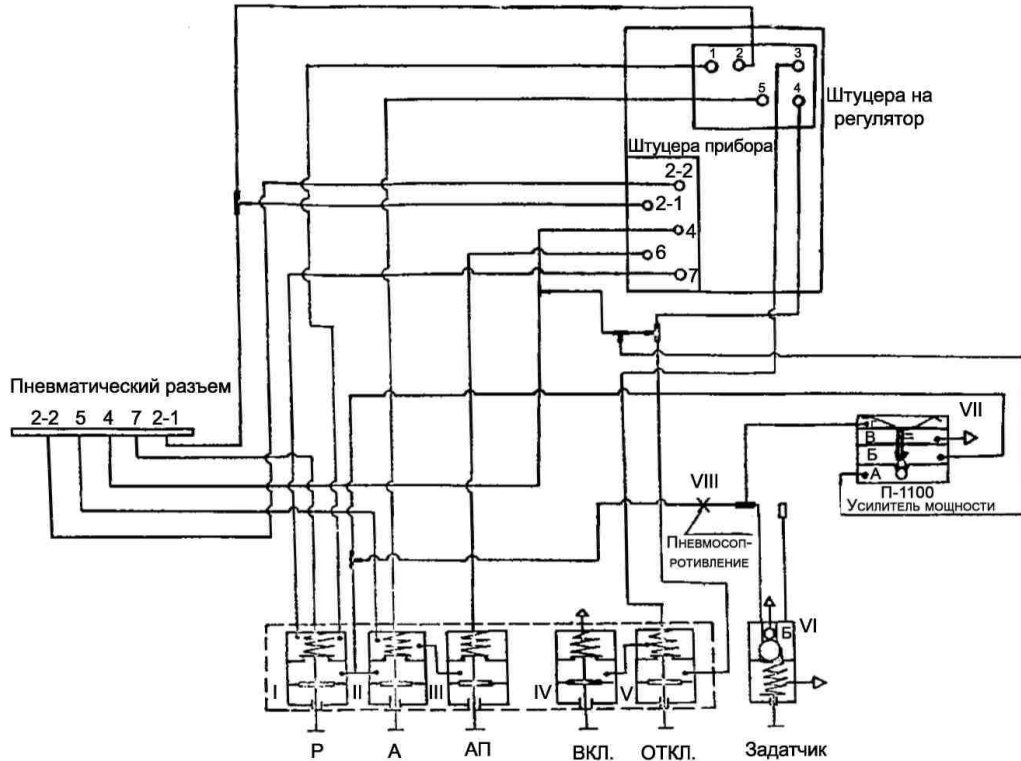 1 2 3
5 4
Штуцера на
регулятор
Штуцера прибора
2-2
2-1
4
6
7
Пневматический разъем
2-2 5 4 7 2-1
VII
Г
В
Б
А
П-1100
Усилитель мощности
VIII
Пневмосоп-
ротивление
Б VI
I II III IV V
Р А АП ВКЛ. ОТКЛ. Задатчик